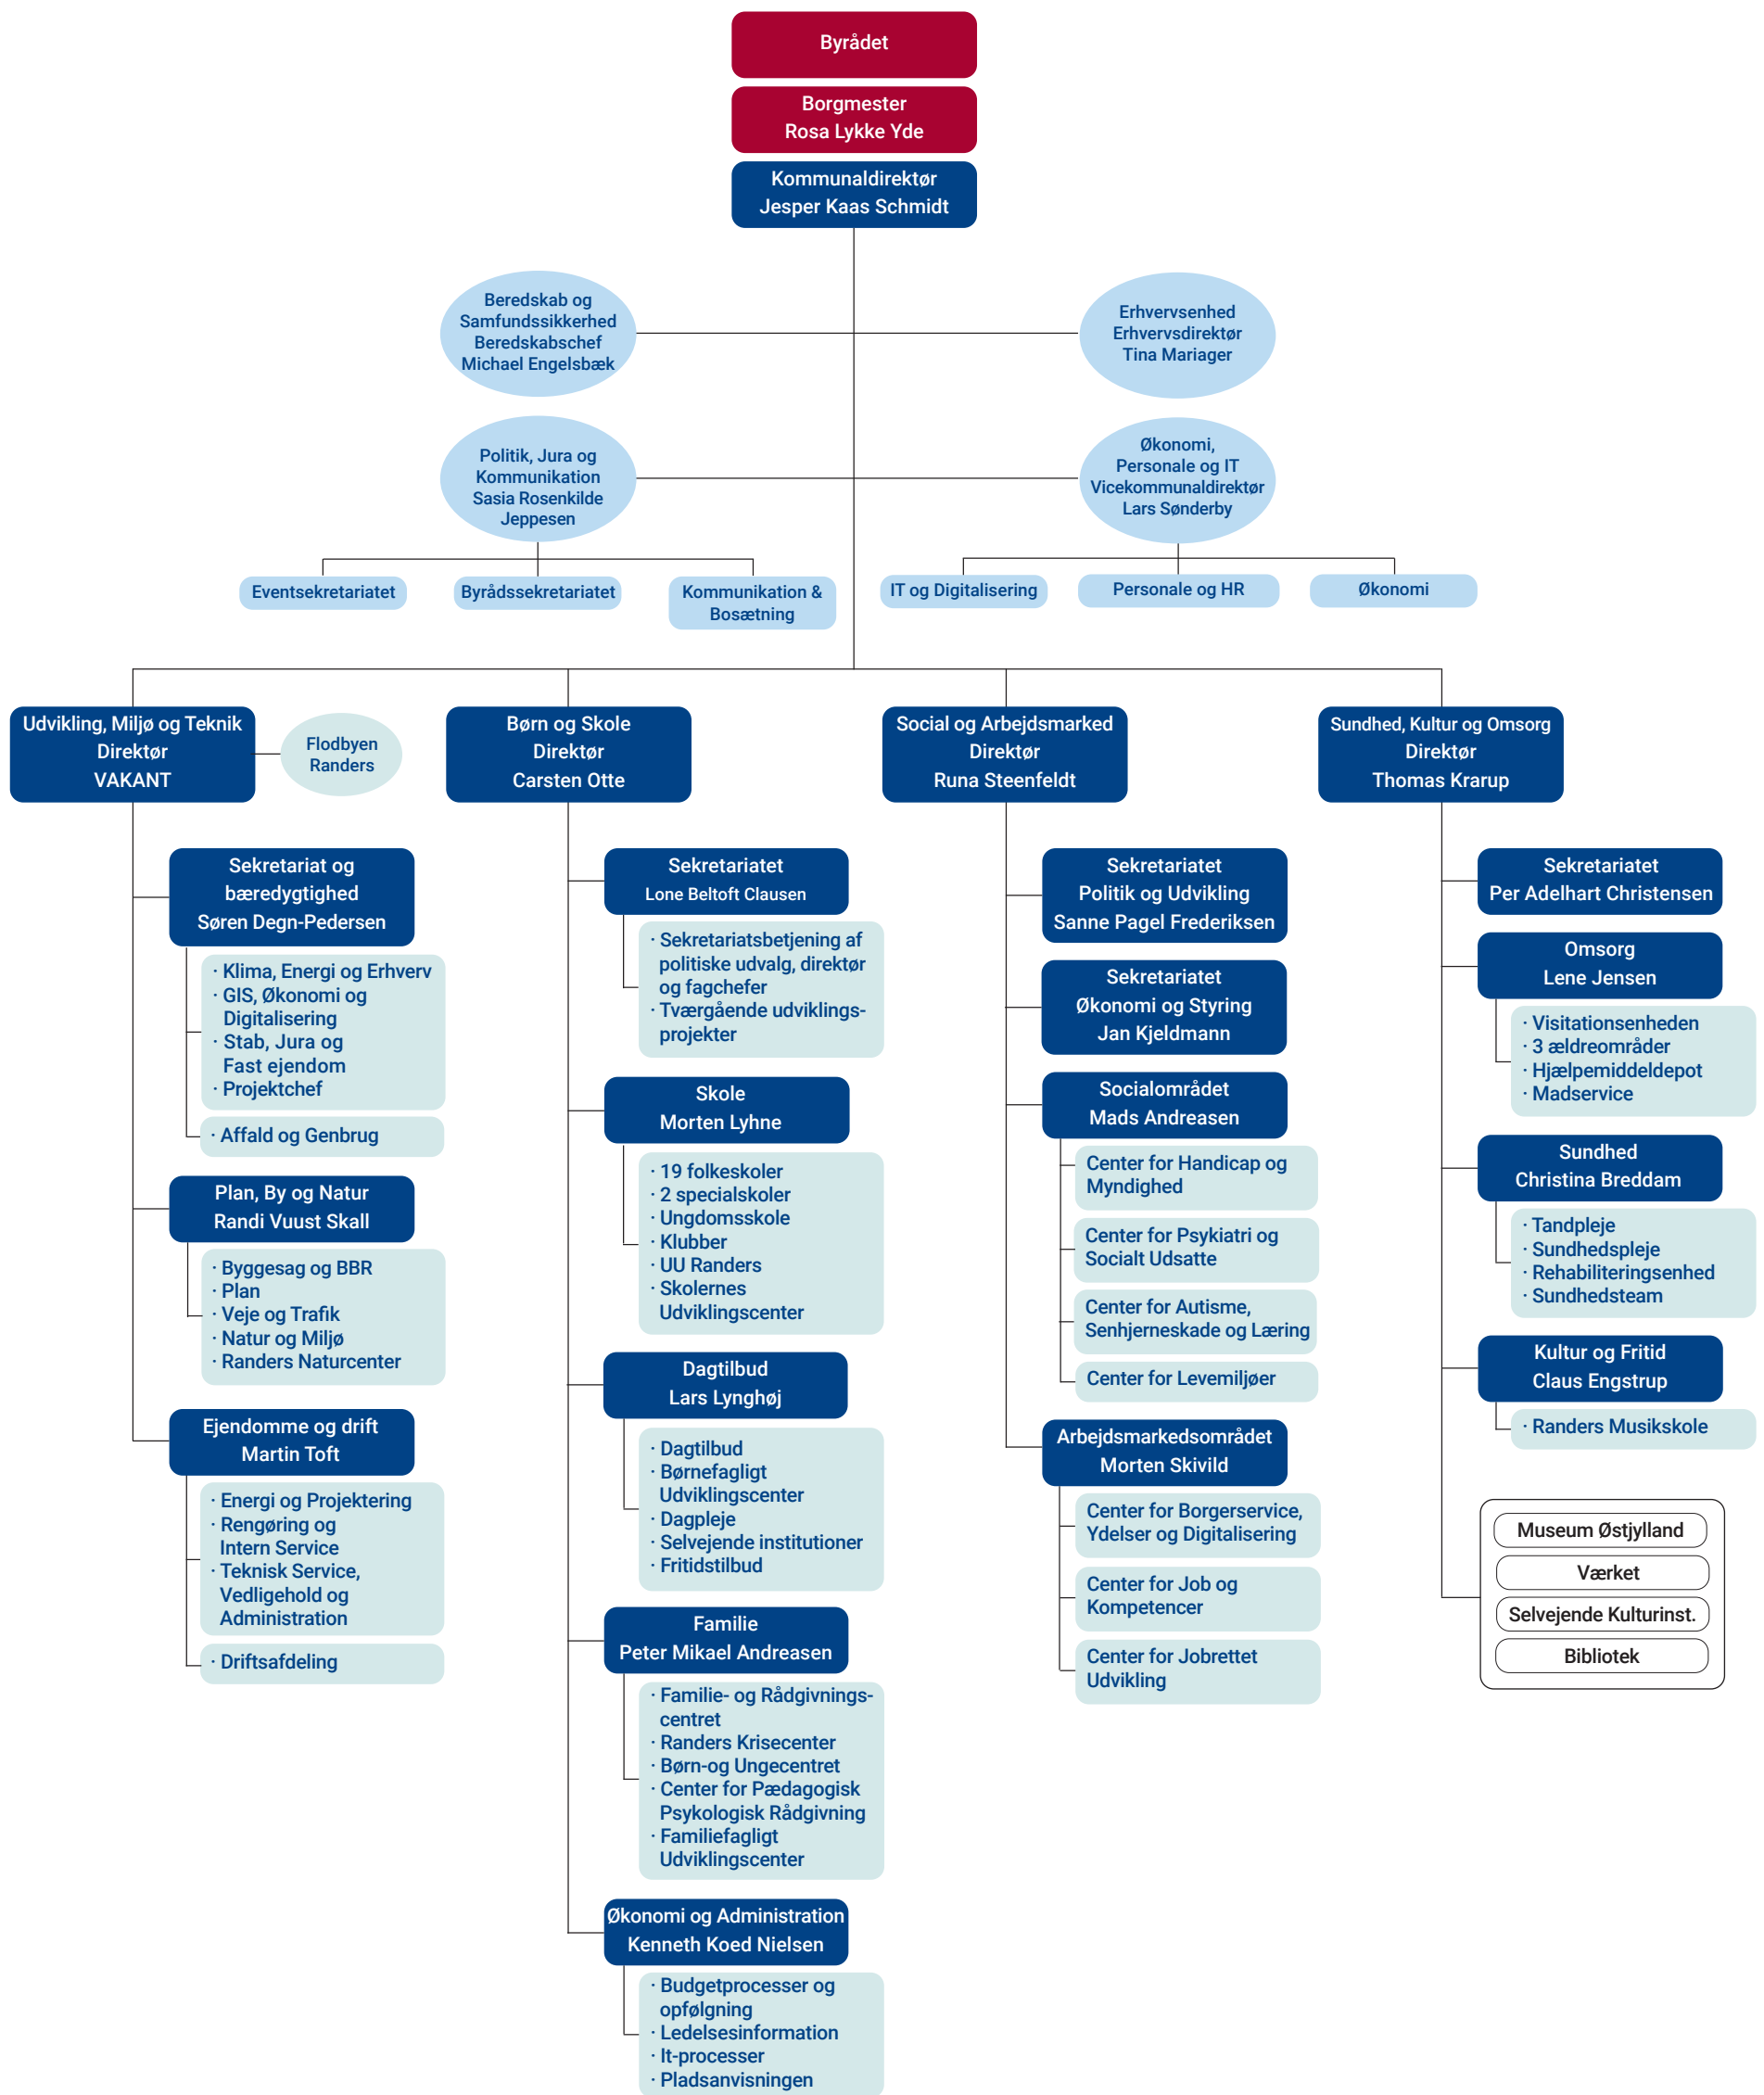 Byrådet
Borgmester
Rosa Lykke Yde
Kommunaldirektør
Jesper Kaas Schmidt
Beredskab og
Samfundssikkerhed
Beredskabschef
Michael Engelsbæk
Erhvervsenhed
Erhvervsdirektør
Tina Mariager
Politik, Jura og
Kommunikation
Sasia Rosenkilde
Jeppesen
Økonomi,
Personale og IT
Vicekommunaldirektør
Lars Sønderby
Eventsekretariatet
Byrådssekretariatet
Kommunikation &
Bosætning
IT og Digitalisering
Personale og HR
Økonomi
Udvikling, Miljø og Teknik
Direktør
VAKANT
Flodbyen
Randers
Sekretariat og
bæredygtighed
Søren Degn-Pedersen
· Klima, Energi og Erhverv
· GIS, Økonomi og
Digitalisering
· Stab, Jura og
Fast ejendom
· Projektchef
· Affald og Genbrug
Plan, By og Natur
Randi Vuust Skall
· Byggesag og BBR
· Plan
· Veje og Trafik
· Natur og Miljø
· Randers Naturcenter
Ejendomme og drift
Martin Toft
· Energi og Projektering
· Rengøring og
Intern Service
· Teknisk Service,
Vedligehold og
Administration
· Driftsafdeling
Børn og Skole
Direktør
Carsten Otte
Sekretariatet
Lone Beltoft Clausen
· Sekretariatsbetjening af
politiske udvalg, direktør
og fagchefer
· Tværgående udviklings-
projekter
Skole
Morten Lyhne
· 19 folkeskoler
· 2 specialskoler
· Ungdomsskole
· Klubber
· UU Randers
· Skolernes
Udviklingscenter
Dagtilbud
Lars Lynghøj
· Dagtilbud
· Børnefagligt
Udviklingscenter
· Dagpleje
· Selvejende institutioner
· Fritidstilbud
Familie
Peter Mikael Andreasen
· Familie- og Rådgivnings-
centret
· Randers Krisecenter
· Børn-og Ungecentret
· Center for Pædagogisk
Psykologisk Rådgivning
· Familiefagligt
Udviklingscenter
Økonomi og Administration
Kenneth Koed Nielsen
· Budgetprocesser og
opfølgning
· Ledelsesinformation
· It-processer
· Pladsanvisningen
Social og Arbejdsmarked
Direktør
Runa Steenfeldt
Sekretariatet
Politik og Udvikling
Sanne Pagel Frederiksen
Sekretariatet
Økonomi og Styring
Jan Kjeldmann
Socialområdet
Mads Andreasen
Center for Handicap og
Myndighed
Center for Psykiatri og
Socialt Udsatte
Center for Autisme,
Senhjerneskade og Læring
Center for Levemiljøer
Arbejdsmarkedsområdet
Morten Skivild
Center for Borgerservice,
Ydelser og Digitalisering
Center for Job og
Kompetencer
Center for Jobrettet
Udvikling
Sundhed, Kultur og Omsorg
Direktør
Thomas Krarup
Sekretariatet
Per Adelhart Christensen
Omsorg
Lene Jensen
· Visitationsenheden
· 3 ældreområder
· Hjælpemiddeldepot
· Madservice
Sundhed
Christina Breddam
· Tandpleje
· Sundhedspleje
· Rehabiliteringsenhed
· Sundhedsteam
Kultur og Fritid
Claus Engstrup
· Randers Musikskole
Museum Østjylland
Værket
Selvejende Kulturinst.
Bibliotek